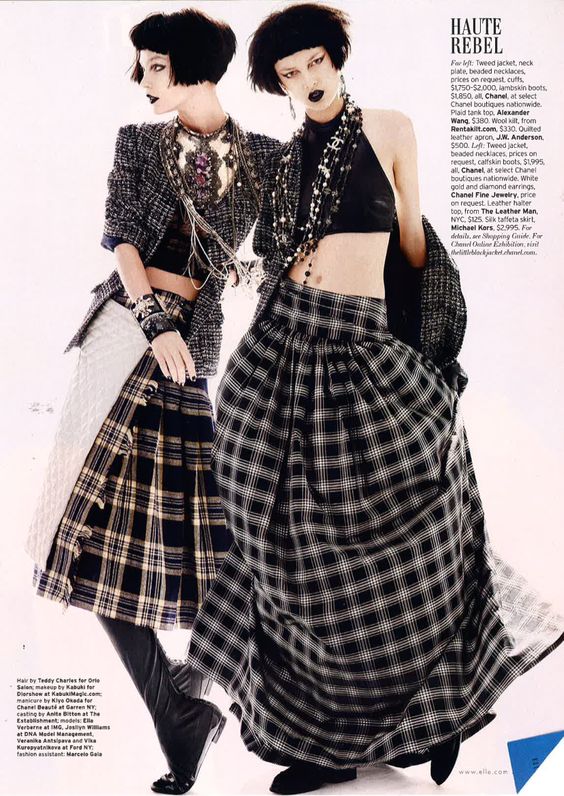 HAUTE
REBEL
Far left: Tweed jacket, neck
plate, beaded necklaces,
prices on request, cuffs,
$1,750–$2,000, lambskin boots,
$1,850, all, Chanel, at select
Chanel boutiques nationwide.
Plaid tank top, Alexander
Wang, $380. Wool kilt, from
Rentakilt.com, $330. Quilted
leather apron, J.W. Anderson,
$500. Left: Tweed jacket,
beaded necklaces, prices on
request, calfskin boots, $1,995,
all, Chanel, at select Chanel
boutiques nationwide. White
gold and diamond earrings,
Chanel Fine Jewelry, price
on request. Leather halter
top, from The Leather Man,
NYC, $125. Silk taffeta skirt,
Michael Kors, $2,995. For
details, see Shopping Guide. For
Chanel Online Exhibition, visit
thelittleblackjacket.chanel.com.
Hair by Teddy Charles for Orlo
Salon; makeup by Kabuki for
Diorshow at KabukiMagic.com;
manicure by Kiyo Okada for
Chanel Beauté at Garren NY;
casting by Anita Bitton at The
Establishment; models: Ella
Verberne at IMG, Josilyn Williams
at DNA Model Management,
Veranika Antsipava and Vika
Kuropyatnikova at Ford NY;
fashion assistant: Marcelo Gaia
www.elle.com